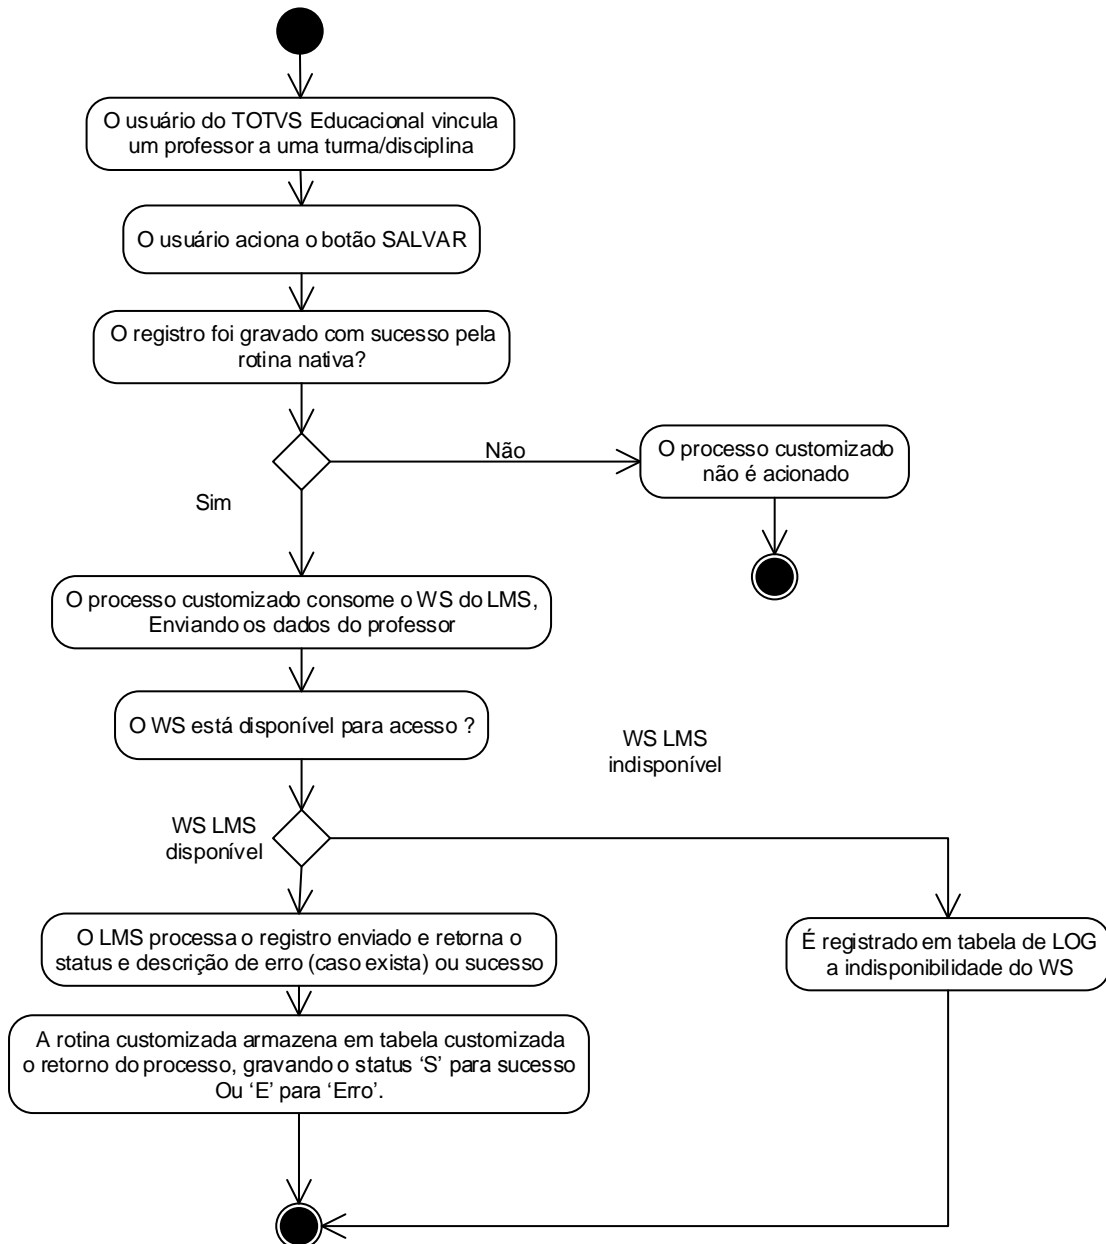 O usuário do TOTVS Educacional vincula
um professor a uma turma/disciplina
O usuário aciona o botão SALVAR
O registro foi gravado com sucesso pela
rotina nativa?
Não
O processo customizado
não é acionado
Sim
O processo customizado consome o WS do LMS,
Enviando os dados do professor
O WS está disponível para acesso ?
WS LMS
indisponível
WS LMS
disponível
O LMS processa o registro enviado e retorna o
status e descrição de erro (caso exista) ou sucesso
É registrado em tabela de LOG
a indisponibilidade do WS
A rotina customizada armazena em tabela customizada
o retorno do processo, gravando o status ‘S’ para sucesso
Ou ‘E’ para ‘Erro’.